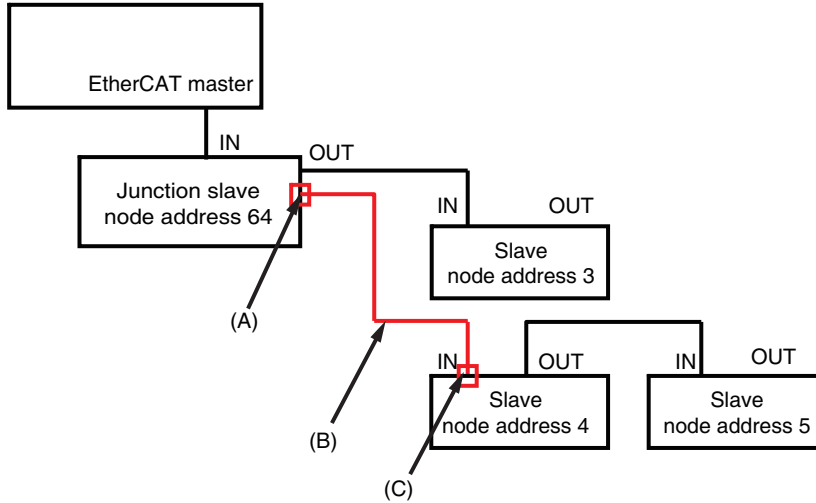 EtherCAT master
IN
OUT
Junction slave
node address 64
IN
OUT
Slave
node address 3
(A)
IN
OUT
IN
OUT
Slave
node address 4
Slave
node address 5
(B)
(C)